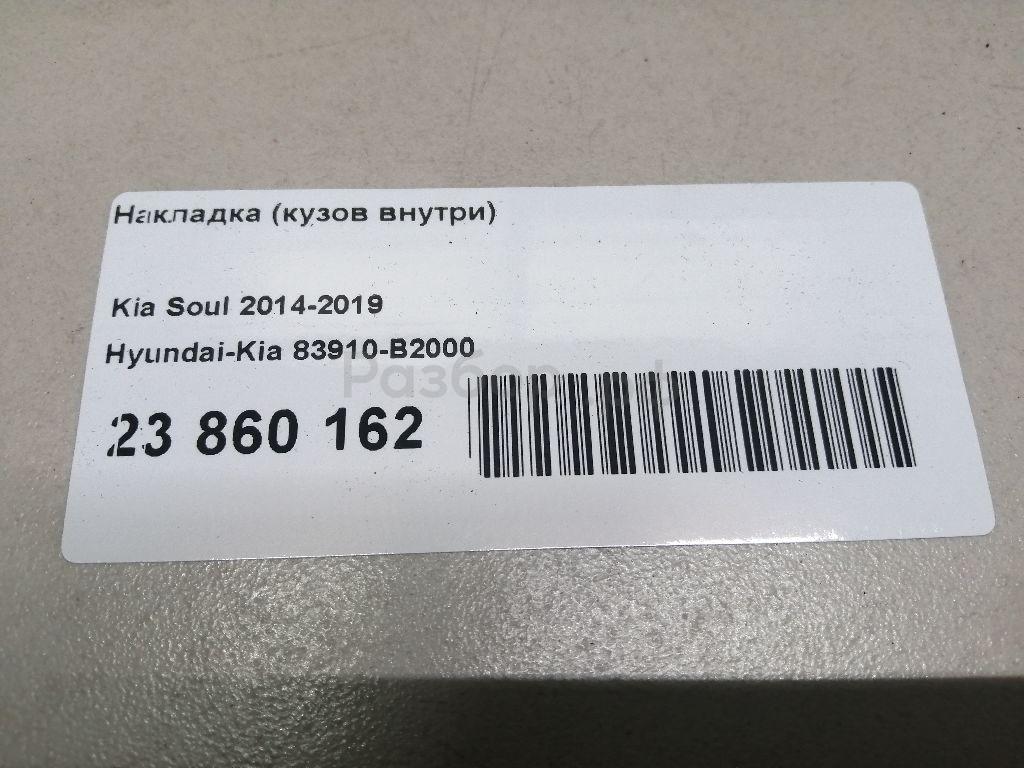 Накладка (кузов внутри)
Kia Soul 2014-2019
Hyundai-Kia 83910-B2000
23 860 162